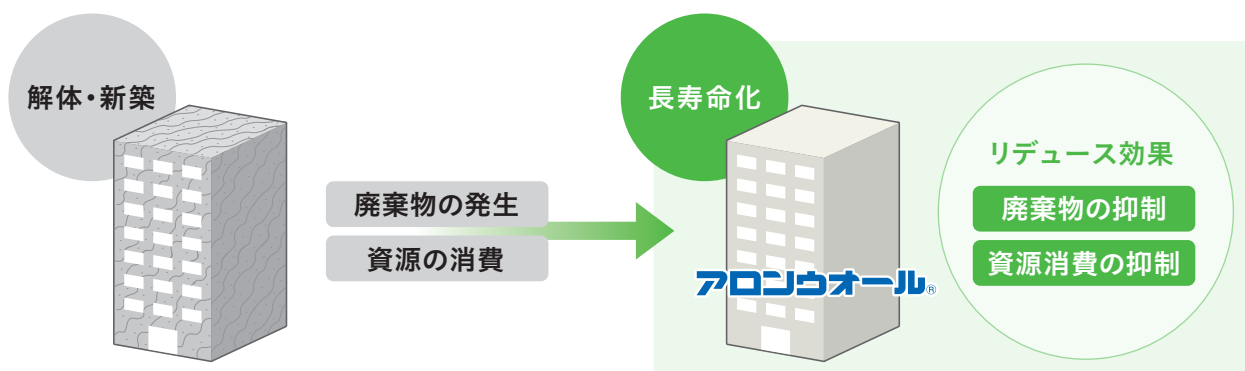 解体・新築
廃棄物の発生
資源の消費
長寿命化
アロンウオール®
リデュース効果
廃棄物の抑制
資源消費の抑制